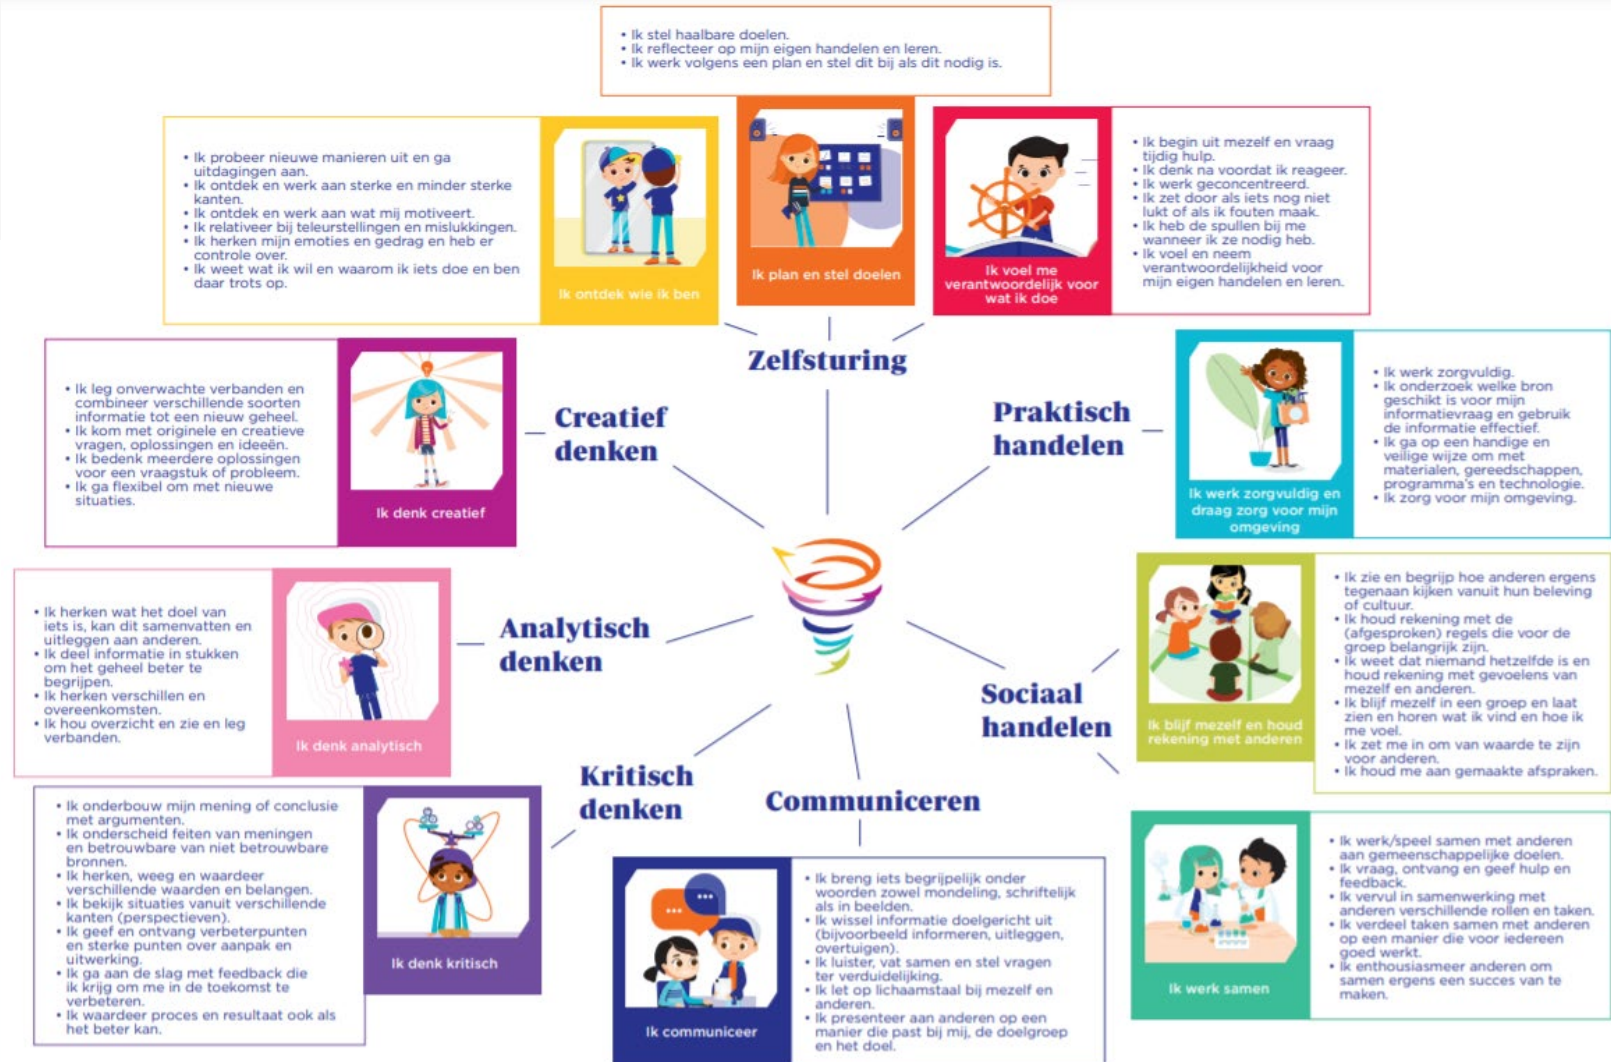 • Ik stel haalbare doelen.
• Ik reflecteer op mijn eigen handelen en leren.
• Ik werk volgens een plan en stel dit bij als dit nodig is.
Ik plan en stel doelen
• Ik probeer nieuwe manieren uit en ga
uitdagingen aan.
• Ik ontdek en werk aan sterke en minder sterke
kanten.
• Ik ontdek en werk aan wat mij motiveert.
• Ik relativeer bij teleurstellingen en mislukkingen.
• Ik herken mijn emoties en gedrag en heb er
controle over.
• Ik weet wat ik wil en waarom ik iets doe en ben
daar trots op.
Ik ontdek wie ik ben
Ik voel me
verantwoordelijk voor
wat ik doe
• Ik begin uit mezelf en vraag
tijdig hulp.
• Ik denk na voordat ik reageer.
• Ik werk geconcentreerd.
• Ik zet door als iets nog niet
lukt of als ik fouten maak.
• Ik heb de spullen bij me
wanneer ik ze nodig heb.
• Ik voel en neem
verantwoordelijkheid voor
mijn eigen handelen en leren.
Zelfsturing
• Ik leg onverwachte verbanden en
combineer verschillende soorten
informatie tot een nieuw geheel.
• Ik kom met originele en creatieve
vragen, oplossingen en ideeën.
• Ik bedenk meerdere oplossingen
voor een vraagstuk of probleem.
• Ik ga flexibel om met nieuwe
situaties.
Ik denk creatief
Creatief
denken
Praktisch
handelen
Ik werk zorgvuldig en
draag zorg voor mijn
omgeving
• Ik werk zorgvuldig.
• Ik onderzoek welke bron
geschikt is voor mijn
informatievraag en gebruik
de informatie effectief.
• Ik ga op een handige en
veilige wijze om met
materialen, gereedschappen,
programma's en technologie.
• Ik zorg voor mijn omgeving.
• Ik herken wat het doel van
iets is, kan dit samenvatten en
uitleggen aan anderen.
• Ik deel informatie in stukken
om het geheel beter te
begrijpen.
• Ik herken verschillen en
overeenkomsten.
• Ik hou overzicht en zie en leg
verbanden.
Ik denk analytisch
Analytisch
denken
Sociaal
handelen
Ik blijf mezelf en houd
rekening met anderen
• Ik zie en begrijp hoe anderen ergens
tegenaan kijken vanuit hun beleving
of cultuur.
• Ik houd rekening met de
(afgesproken) regels die voor de
groep belangrijk zijn.
• Ik weet dat niemand hetzelfde is en
houd rekening met gevoelens van
mezelf en anderen.
• Ik blijf mezelf in een groep en laat
zien en horen wat ik vind en hoe ik
me voel.
• Ik zet me in om van waarde te zijn
voor anderen.
• Ik houd me aan gemaakte afspraken.
• Ik onderbouw mijn mening of conclusie
met argumenten.
• Ik onderscheid feiten van meningen
en betrouwbare van niet betrouwbare
bronnen.
• Ik herken, weeg en waardeer
verschillende waarden en belangen.
• Ik bekijk situaties vanuit verschillende
kanten (perspectieven).
• Ik geef en ontvang verbeterpunten
en sterke punten over aanpak en
uitwerking.
• Ik ga aan de slag met feedback die
ik krijg om me in de toekomst te
verbeteren.
• Ik waardeer proces en resultaat ook als
het beter kan.
Ik denk kritisch
Kritisch
denken
Communiceren
Ik communiceer
• Ik breng iets begrijpelijk onder
woorden zowel mondeling, schriftelijk
als in beelden.
• Ik wissel informatie doelgericht uit
(bijvoorbeeld informeren, uitleggen,
overtuigen).
• Ik luister, vat samen en stel vragen
ter verduidelijking.
• Ik let op lichaamstaal bij mezelf en
anderen.
• Ik presenteer aan anderen op een
manier die past bij mij, de doelgroep
en het doel.
Ik werk samen
• Ik werk/speel samen met anderen
aan gemeenschappelijke doelen.
• Ik vraag, ontvang en geef hulp en
feedback.
• Ik vervul in samenwerking met
anderen verschillende rollen en taken.
• Ik verdeel taken samen met anderen
op een manier die voor iedereen
goed werkt.
• Ik enthousiasmeer anderen om
samen ergens een succes van te
maken.